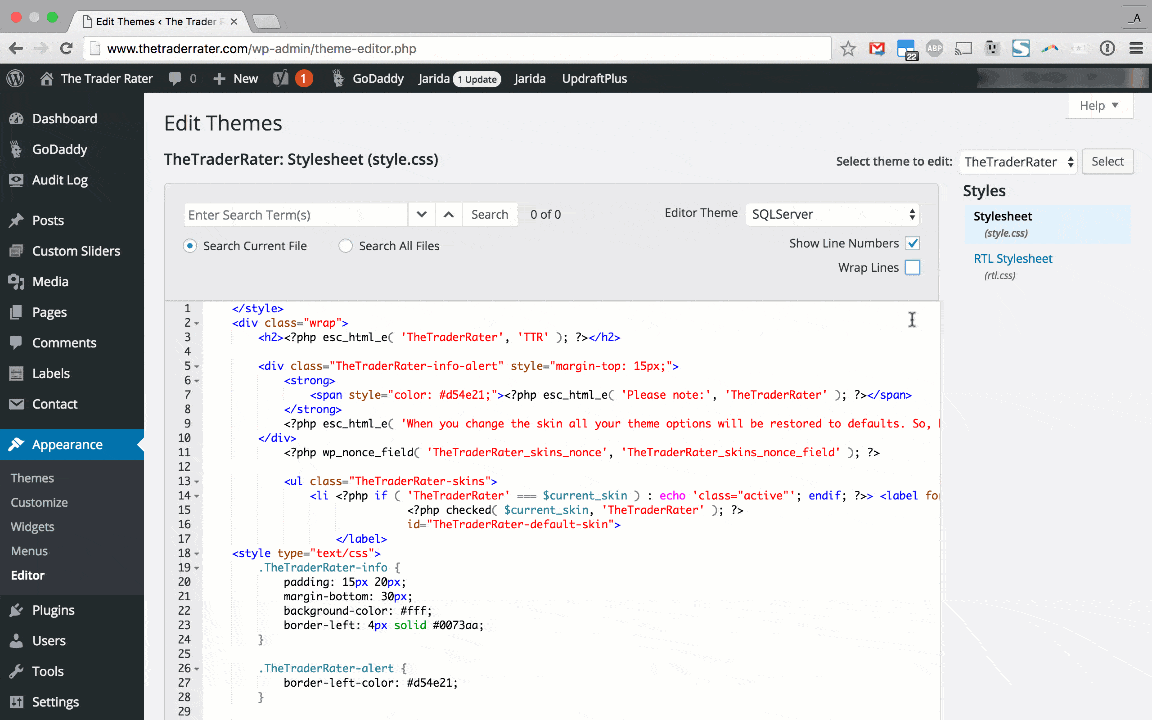 Edit Themes ‹ The Trader R
www.thetraderrater.com/wp-admin/theme-editor.php
ABP
22
S
_A
The Trader Rater 0 New 1 GoDaddy Jarida 1 Update Jarida UpdraftPlus
Help
Dashboard
GoDaddy
Audit Log
Posts
Custom Sliders
Media
Pages
Comments
Labels
Contact
Appearance
Themes
Customize
Widgets
Menus
Editor
Plugins
Users
Tools
Settings
Edit Themes
TheTraderRater: Stylesheet (style.css)
Select theme to edit: TheTraderRater Select
Enter Search Term(s) Search 0 of 0
Editor Theme SQLServer
Search Current File Search All Files
Show Line Numbers
Wrap Lines
Styles
Stylesheet
(style.css)
RTL Stylesheet
(rtl.css)
1 </style>
2 <div class="wrap">
3 <h2><?php esc_html_e( 'TheTraderRater', 'TTR' ); ?></h2>
4
5 <div class="TheTraderRater-info-alert" style="margin-top: 15px;">
6 <strong>
7 <span style="color: #d54e21;"><?php esc_html_e( 'Please note:', 'TheTraderRater' ); ?></span>
8 </strong>
9 <?php esc_html_e( 'When you change the skin all your theme options will be restored to defaults. So,
10 </div>
11 <?php wp_nonce_field( 'TheTraderRater_skins_nonce', 'TheTraderRater_skins_nonce_field' ); ?>
12
13 <ul class="TheTraderRater-skins">
14 <li <?php if ( 'TheTraderRater' === $current_skin ) : echo 'class="active"'; endif; ?>> <label fo
15 <?php checked( $current_skin, 'TheTraderRater' ); ?>
16 id="TheTraderRater-default-skin">
17 </label>
18 <style type="text/css">
19 .TheTraderRater-info {
20 padding: 15px 20px;
21 margin-bottom: 30px;
22 background-color: #fff;
23 border-left: 4px solid #0073aa;
24 }
25
26 .TheTraderRater-alert {
27 border-left-color: #d54e21;
28 }
29